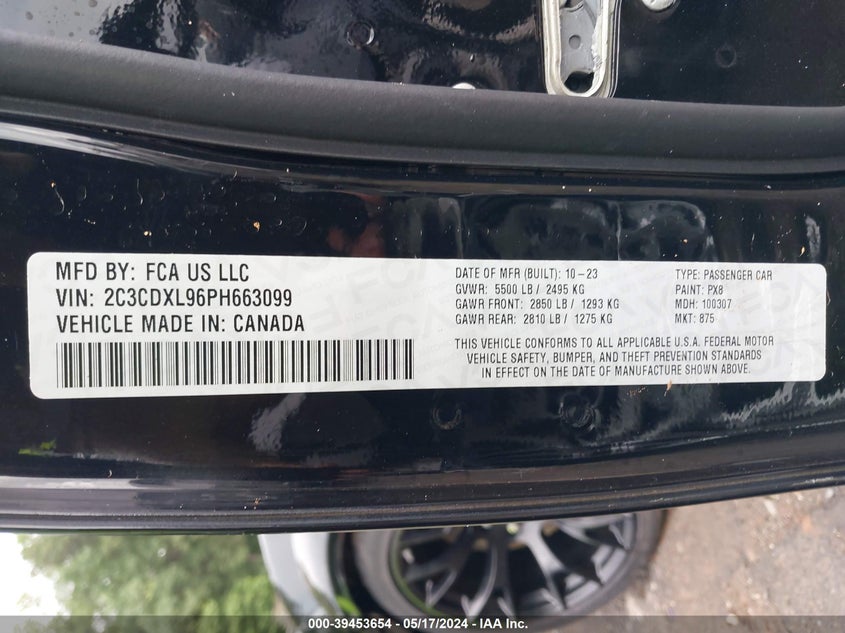 MFD BY: FCA US LLC
VIN: 2C3CDXL96PH663099
VEHICLE MADE IN: CANADA
DATE OF MFR (BUILT): 10-23
GVWR: 5500 LB / 2495 KG
GAWR FRONT: 2850 LB / 1293 KG
GAWR REAR: 2810 LB / 1275 KG
TYPE: PASSENGER CAR
PAINT: PX8
MDH: 100307
MKT: 875
THIS VEHICLE CONFORMS TO ALL APPLICABLE U.S.A. FEDERAL MOTOR
VEHICLE SAFETY, BUMPER, AND THEFT PREVENTION STANDARDS
IN EFFECT ON THE DATE OF MANUFACTURE SHOWN ABOVE.
000-39453654 - 05/17/2024 - IAA Inc.